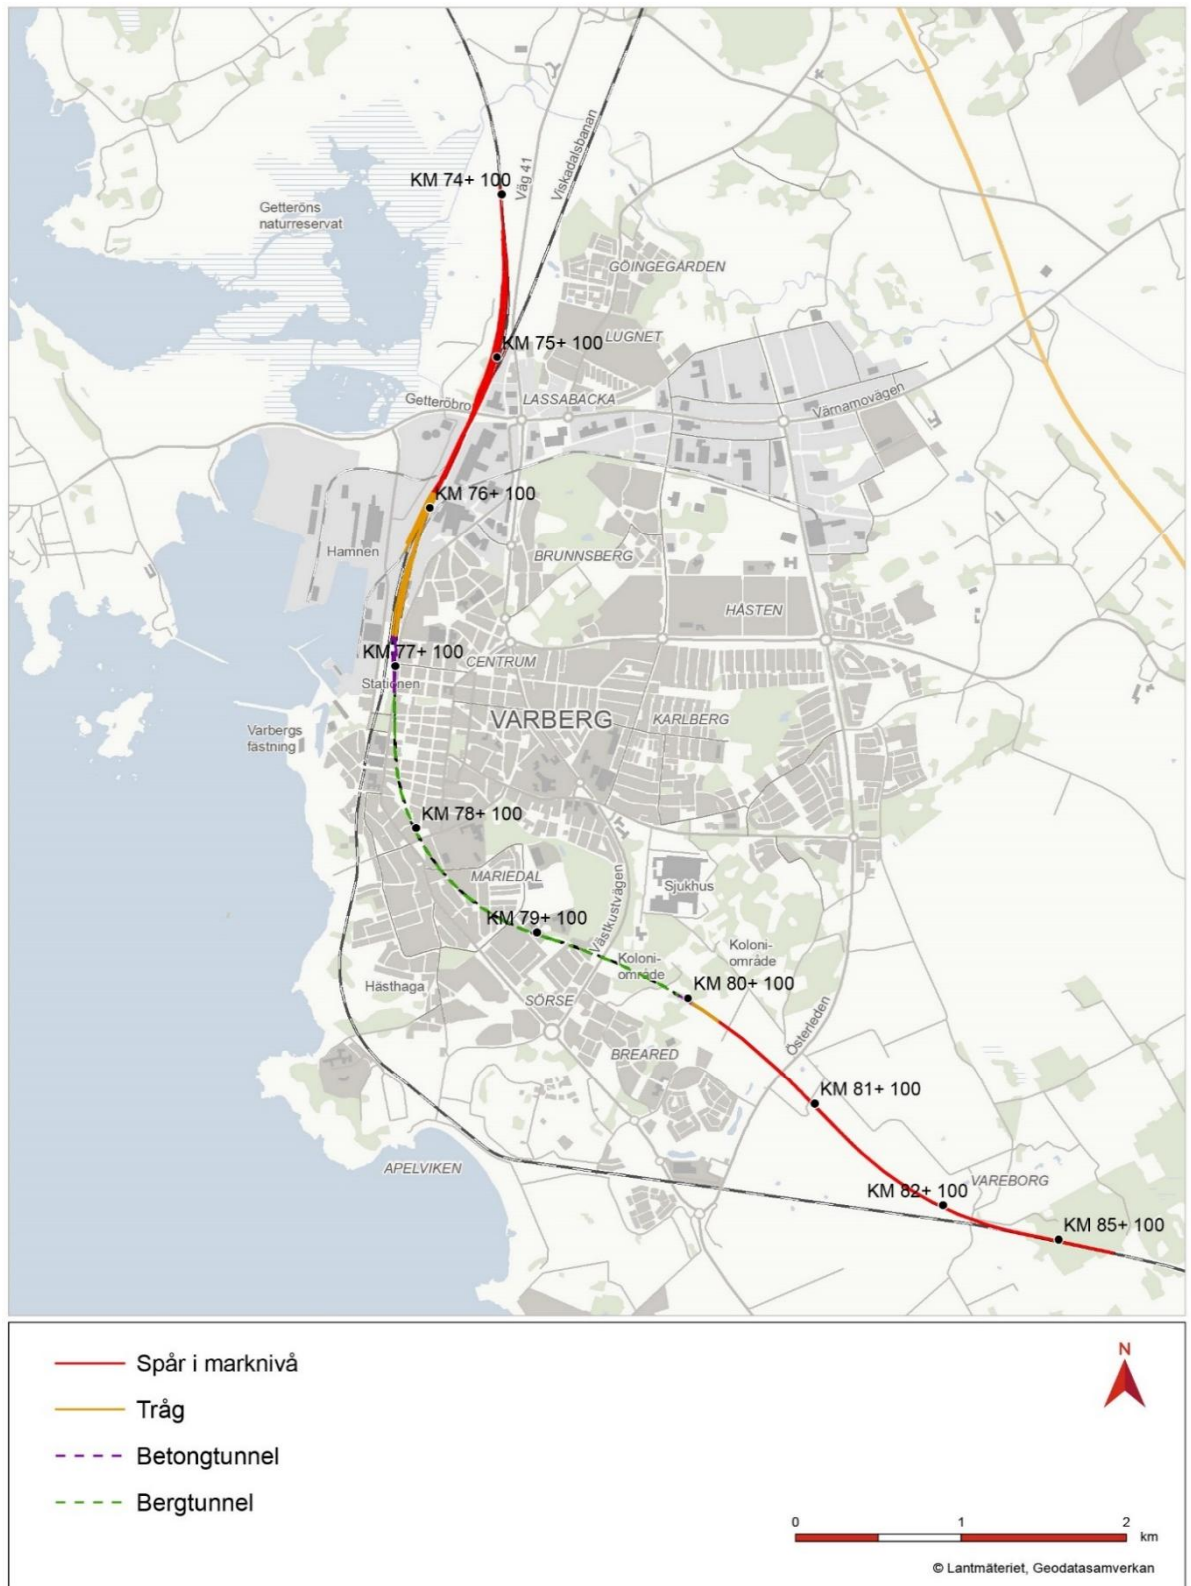 KM 74+ 100
Väg 41
Viskadalsbanan
Getteröns
naturreservat
GÖINGEGÅRDEN
LUGNET
KM 75+ 100
Getteröbro
LASSABACKA
Värnamovägen
KM 76+ 100
Hamnen
BRUNNSBERG
HÅSTEN
KM 77+ 100
CENTRUM
Stationen
VARBERG
KARLBERG
Varbergs
fästning
KM 78+ 100
MARIEDAL
Sjukhus
Västkustvägen
KM 79+ 100
Koloni-
område
Koloni-
område
Hästhaga
SÖRSE
KM 80+ 100
Österleden
BREARED
KM 81+ 100
APELVIKEN
VAREBORG
KM 82+ 100
KM 85+ 100
Spår i marknivå
Tråg
Betongtunnel
Bergtunnel
N
0 1 2
km
© Lantmäteriet, Geodatasamverkan